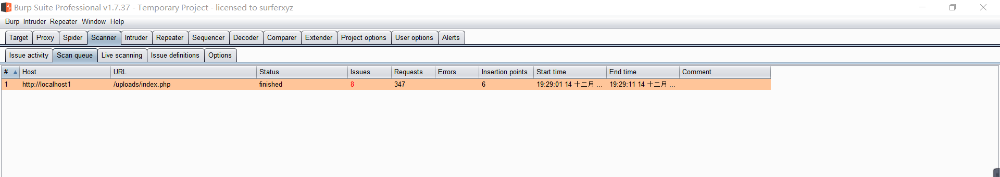 Burp Suite Professional v1.7.37 - Temporary Project - licensed to surferxyz
Burp Intruder Repeater Window Help
Target Proxy Spider Scanner Intruder Repeater Sequencer Decoder Comparer Extender Project options User options Alerts
Issue activity Scan queue Live scanning Issue definitions Options
# Host URL Status Issues Requests Errors Insertion points Start time End time Comment
1 http://localhost1 /uploads/index.php finished 8 347 6 19:29:01 14 十二月 ... 19:29:11 14 十二月 ...